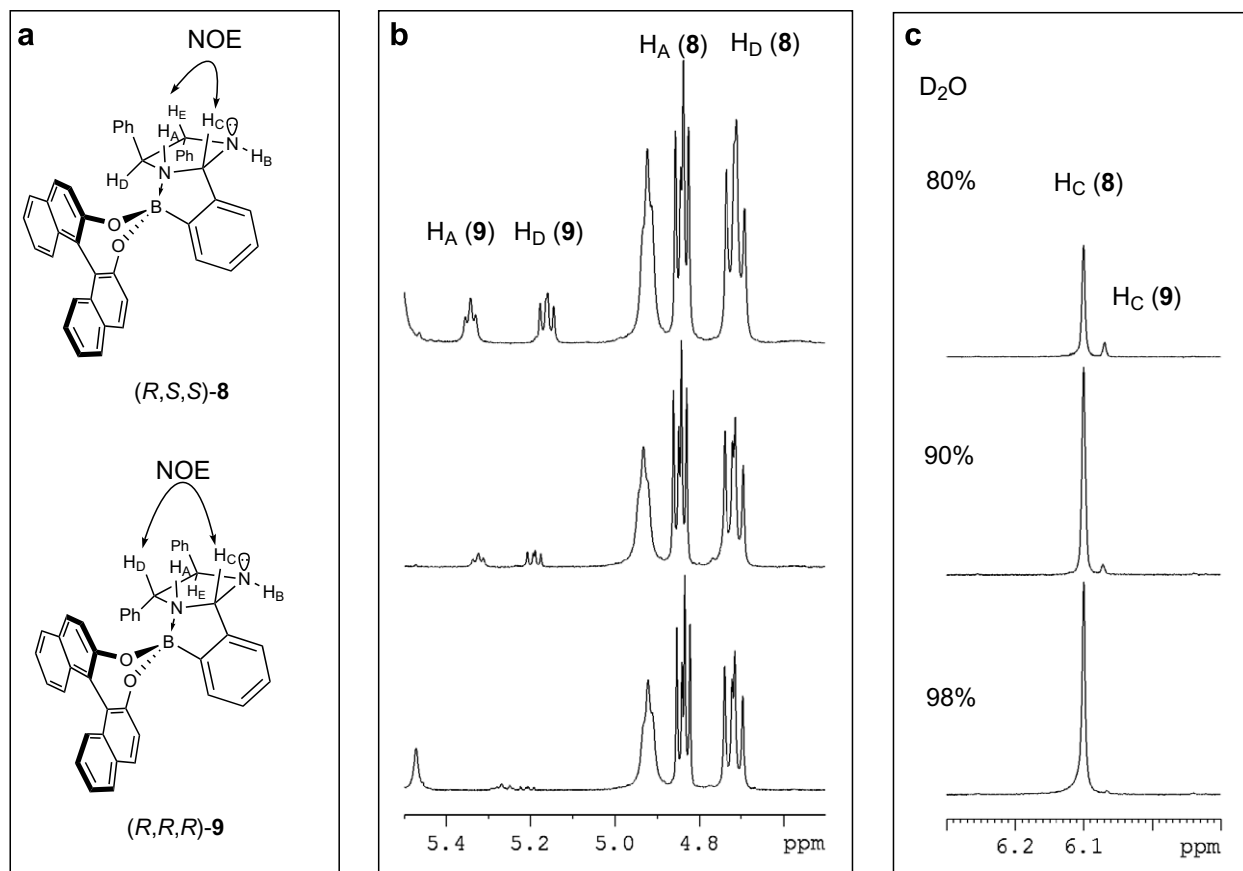 a
NOE
H_E
H_C
Ph
H_A
N
H_B
Ph
N
H_D
B
O
O
(R,S,S)-8
NOE
Ph
H_C
H_D
H_A
N
H_B
H_E
Ph
N
B
O
O
(R,R,R)-9
b
H_A (8) H_D (8)
H_A (9) H_D (9)
5.4 5.2 5.0 4.8 ppm
c
D₂O
80%
H_C (8)
H_C (9)
90%
98%
6.2 6.1 ppm